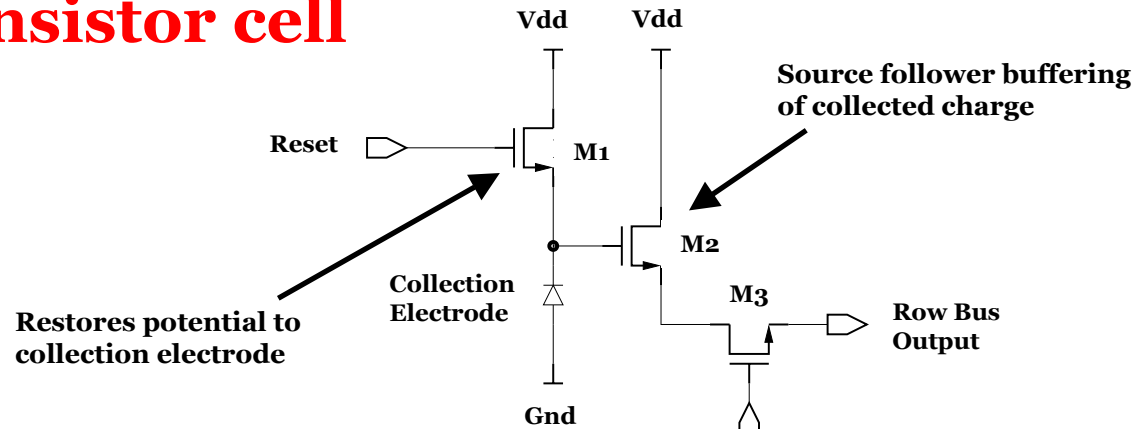 nsistor cell
Vdd
Vdd
Source follower buffering
of collected charge
Reset
M1
M2
Collection
Electrode
M3
Row Bus
Output
Restores potential to
collection electrode
Gnd